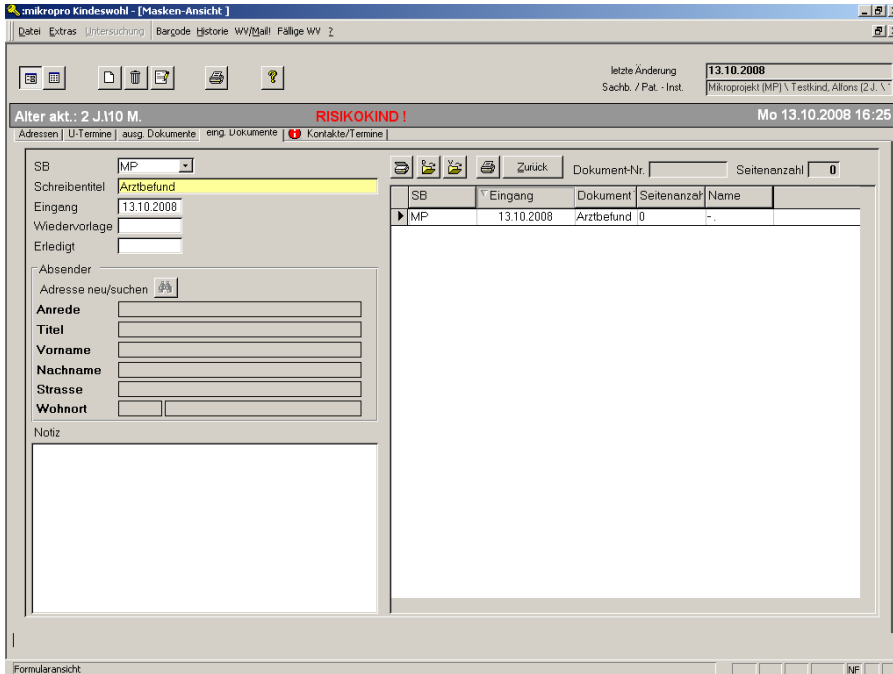 :mikropro Kindeswohl - [Masken-Ansicht ]
Datei Extras Untersuchung Barcode Historie WV/Mail! Fällige WV ?
letzte Änderung 13.10.2008
Sachb. / Pat. - Inst. Mikroprojekt (MP) \ Testkind, Alfons (2 J. \
Alter akt.: 2 J.\10 M. RISIKOKIND ! Mo 13.10.2008 16:25
Adressen | U-Termine | ausg. Dokumente | eing. Dokumente | Kontakte/Termine |
SB MP
Schreibentitel Arztbefund
Eingang 13.10.2008
Wiedervorlage
Erledigt
Absender
Adresse neu/suchen
Anrede
Titel
Vorname
Nachname
Strasse
Wohnort
Notiz
Zurück Dokument-Nr. Seitenanzahl 0
SB Eingang Dokument Seitenanzah Name
MP 13.10.2008 Arztbefund 0 - .
Formularansicht NF